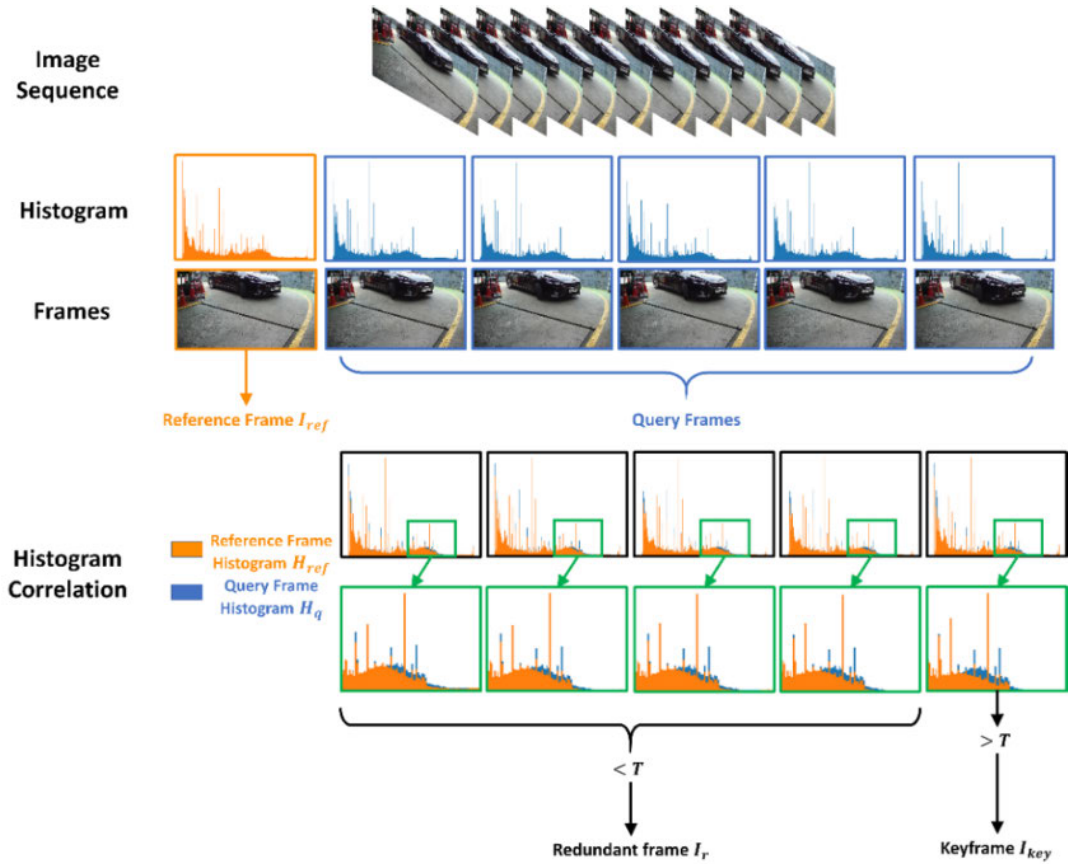 Image
Sequence
Histogram
Frames
Reference Frame I_ref
Query Frames
Histogram
Correlation
Reference Frame
Histogram H_ref
Query Frame
Histogram H_q
< T
> T
Redundant frame I_r
Keyframe I_key